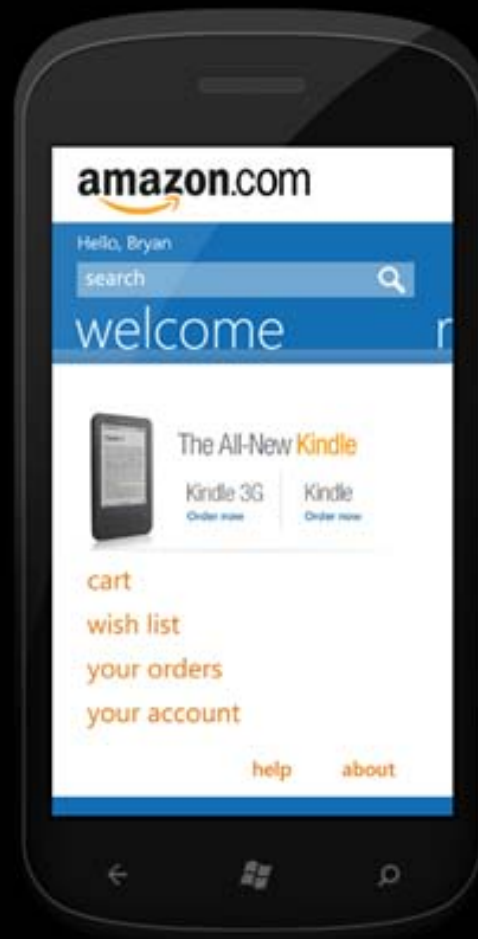 amazon.com
Hello, Bryan
search
welcome r
The All-New Kindle
Kindle 3G Kindle
Order now Order now
cart
wish list
your orders
your account
help about